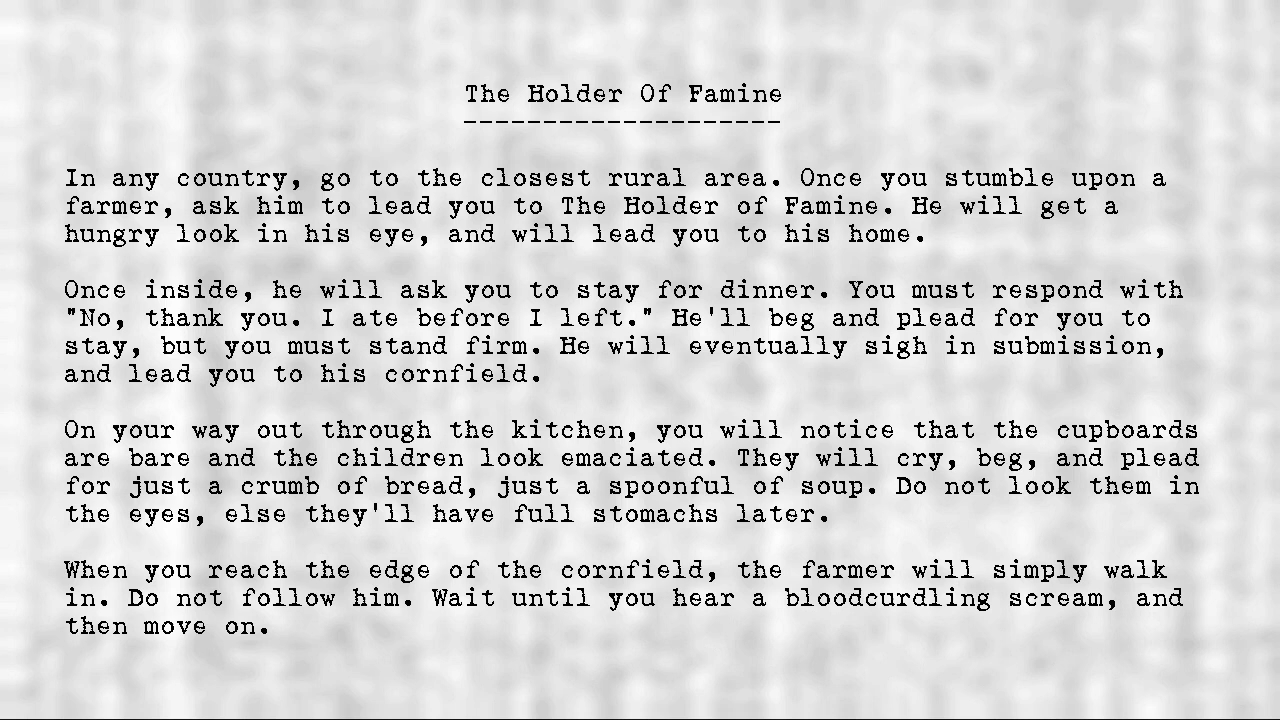 The Holder Of Famine
--------------------
In any country, go to the closest rural area. Once you stumble upon a
farmer, ask him to lead you to The Holder of Famine. He will get a
hungry look in his eye, and will lead you to his home.
Once inside, he will ask you to stay for dinner. You must respond with
"No, thank you. I ate before I left." He'll beg and plead for you to
stay, but you must stand firm. He will eventually sigh in submission,
and lead you to his cornfield.
On your way out through the kitchen, you will notice that the cupboards
are bare and the children look emaciated. They will cry, beg, and plead
for just a crumb of bread, just a spoonful of soup. Do not look them in
the eyes, else they'll have full stomachs later.
When you reach the edge of the cornfield, the farmer will simply walk
in. Do not follow him. Wait until you hear a bloodcurdling scream, and
then move on.